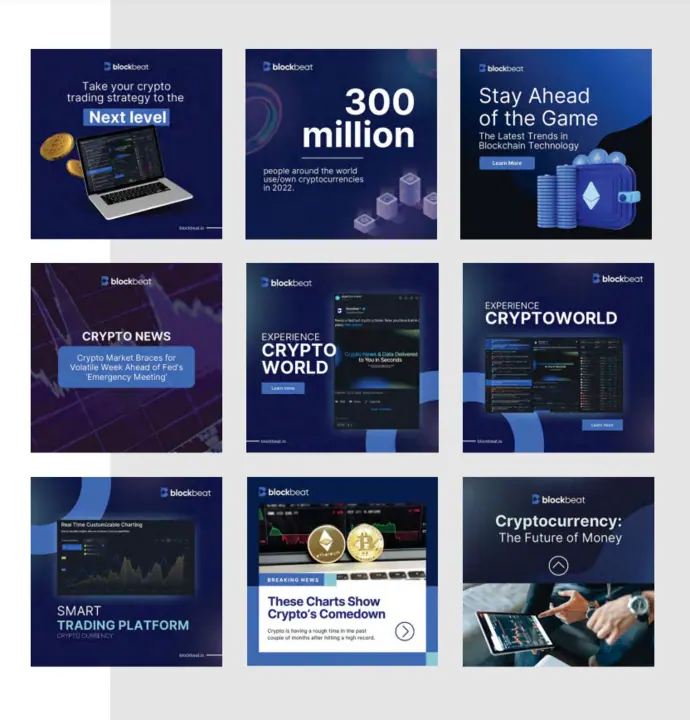 blockbeat
Take your crypto
trading strategy to the
Next level
blockbeat.io
blockbeat
300
million
people around the world
use/own cryptocurrencies
in 2022.
blockbeat
Stay Ahead
of the Game
The Latest Trends in
Blockchain Technology
Learn More
blockbeat
CRYPTO NEWS
Crypto Market Braces for
Volatile Week Ahead of Fed's
'Emergency Meeting'
blockbeat
EXPERIENCE
CRYPTO
WORLD
Learn more
Crypto News & Data Delivered
to You in Seconds.
blockbeat.io
blockbeat
EXPERIENCE
CRYPTOWORLD
Learn More
blockbeat.io
blockbeat
Real Time Customizable Charting
SMART
TRADING PLATFORM
CRYPTO CURRENCY
blockbeat.io
blockbeat
ethereum
BREAKING NEWS
These Charts Show
Crypto's Comedown
Crypto is having a rough time in the past
couple of months after hitting a high record.
blockbeat
Cryptocurrency:
The Future of Money